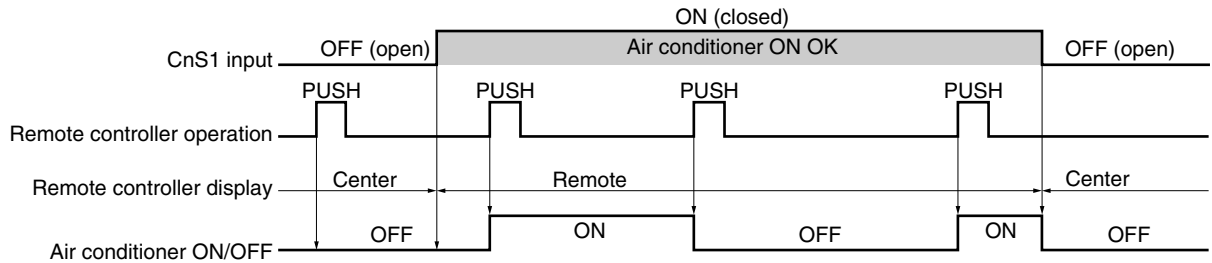 ON (closed)
CnS1 input OFF (open) Air conditioner ON OK OFF (open)
PUSH PUSH PUSH PUSH
Remote controller operation
Remote controller display Center Remote Center
Air conditioner ON/OFF OFF ON OFF ON OFF